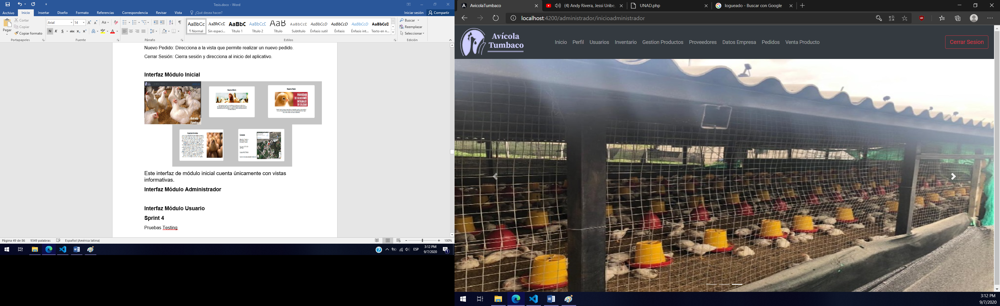 Tesis.docx - Word
Archivo Inicio Insertar Diseño Formato Referencias Correspondencia Revisar Vista ¿Qué desea hacer? Iniciar sesión Compartir
Pegar
Cortar
Copiar
Copiar formato
Portapapeles
Arial 14
Fuente
Párrafo
AaBbCc AaBbCcD AaBbC AaBbCcD AaB AaBbCcD AaBbCcD AaBbCcD AaBbCcD AaBbCcD
¶ Normal Sin espaci... Título 1 Título 2 Título Subtítulo Énfasis sutil Énfasis Énfasis int... Texto en n...
Estilos
Buscar
Reemplazar
Seleccionar
Edición
Nuevo Pedido: Direcciona a la vista que permite realizar un nuevo pedido.
Cerrar Sesión: Cierra sesión y direcciona al inicio del aplicativo.
Interfaz Módulo Inicial
Avícola
Tumbaco
Nuestra Misión
Nuestra Visión
PROVEEDOR
DE SOLUCIONES
INTEGRALES
DE CALIDAD
Nuestros Servicios
Contacto
Este interfaz de módulo inicial cuenta únicamente con vistas
informativas.
Interfaz Módulo Administrador
Interfaz Módulo Usuario
Sprint 4
Pruebas Testing
Página 49 de 86 9349 palabras Español (América latina) 100%
ESP
3:12 PM
9/7/2020
1
AvicolaTumbaco
(4) Andy Rivera, Jessi Uribe,
UNAD.php
logueado - Buscar con Google
localhost:4200/administrador/inicioadministrador
Avícola
Tumbaco
Inicio Perfil Usuarios Inventario Gestion Productos Proveedores Datos Empresa Pedidos Venta Producto
Cerrar Sesion
3:12 PM
9/7/2020